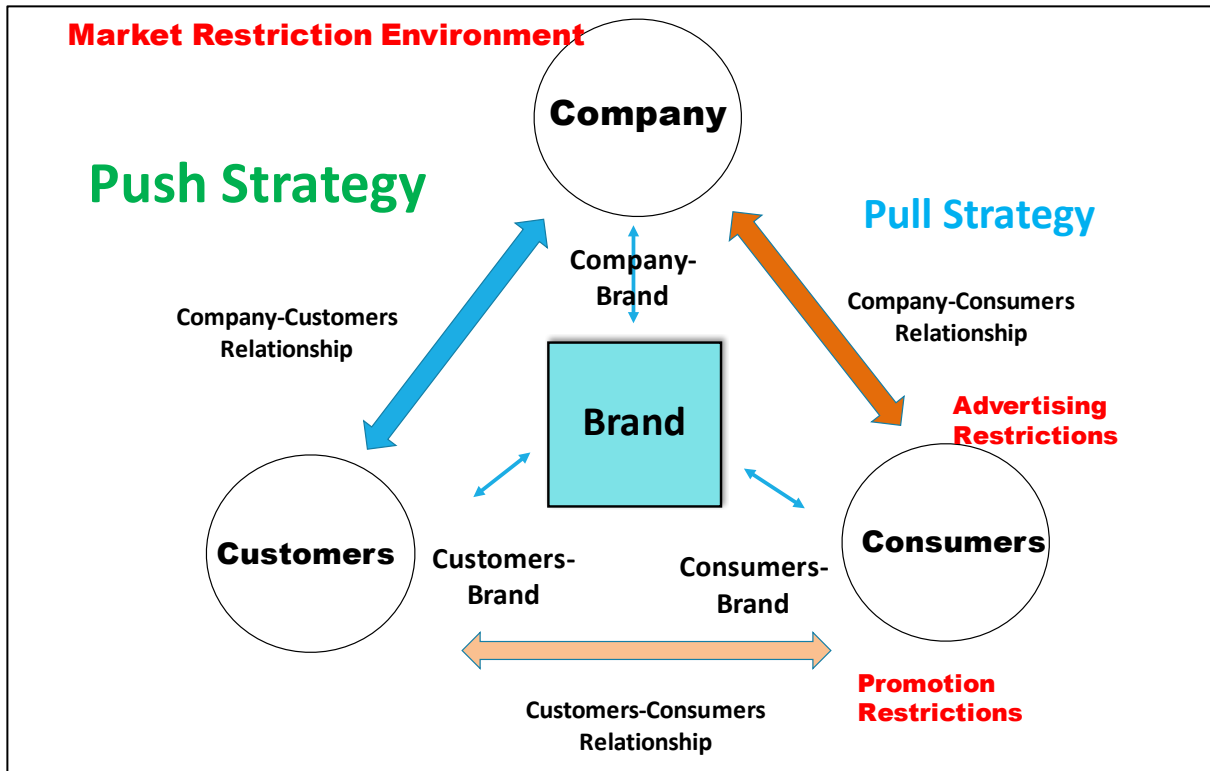 Market Restriction Environment
Company
Push Strategy
Pull Strategy
Company-
Brand
Company-Customers
Relationship
Company-Consumers
Relationship
Brand
Advertising
Restrictions
Customers
Consumers
Customers-
Brand
Consumers-
Brand
Promotion
Restrictions
Customers-Consumers
Relationship